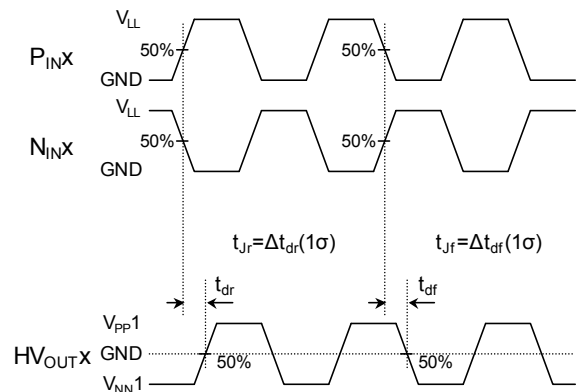 V_LL
50% 50%
P_INx
GND
V_LL
50% 50%
N_INx
GND
t_Jr=Δt_dr(1σ) t_Jf=Δt_df(1σ)
t_dr t_df
V_PP1
HV_OUTx GND
50% 50%
V_NN1